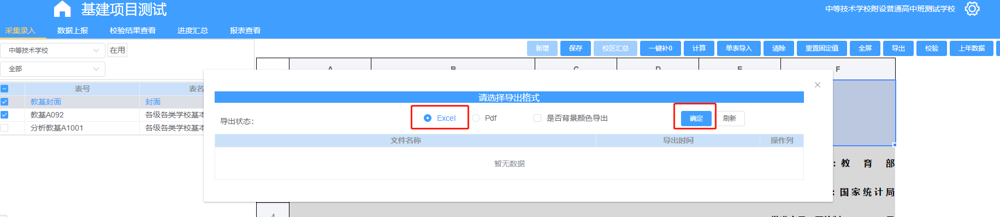 基建项目测试
中等技术学校附设普通高中班测试学校
采集录入 数据上报 校验结果查看 进度汇总 报表查看
中等技术学校 在用
新增 保存 校区汇总 一键补0 计算 单表导入 清除 重置固定值 全屏 导出 校验 上年数据
全部
A B C D E F
表号 表名
教基封面 封面
教基A092 各级各类学校基本
分析教基A1001 各级各类学校基本
请选择导出格式
导出状态： Excel Pdf 是否背景颜色导出 确定 刷新
文件名称 导出时间 操作列
暂无数据
：教 育 部
：国家统计局
4